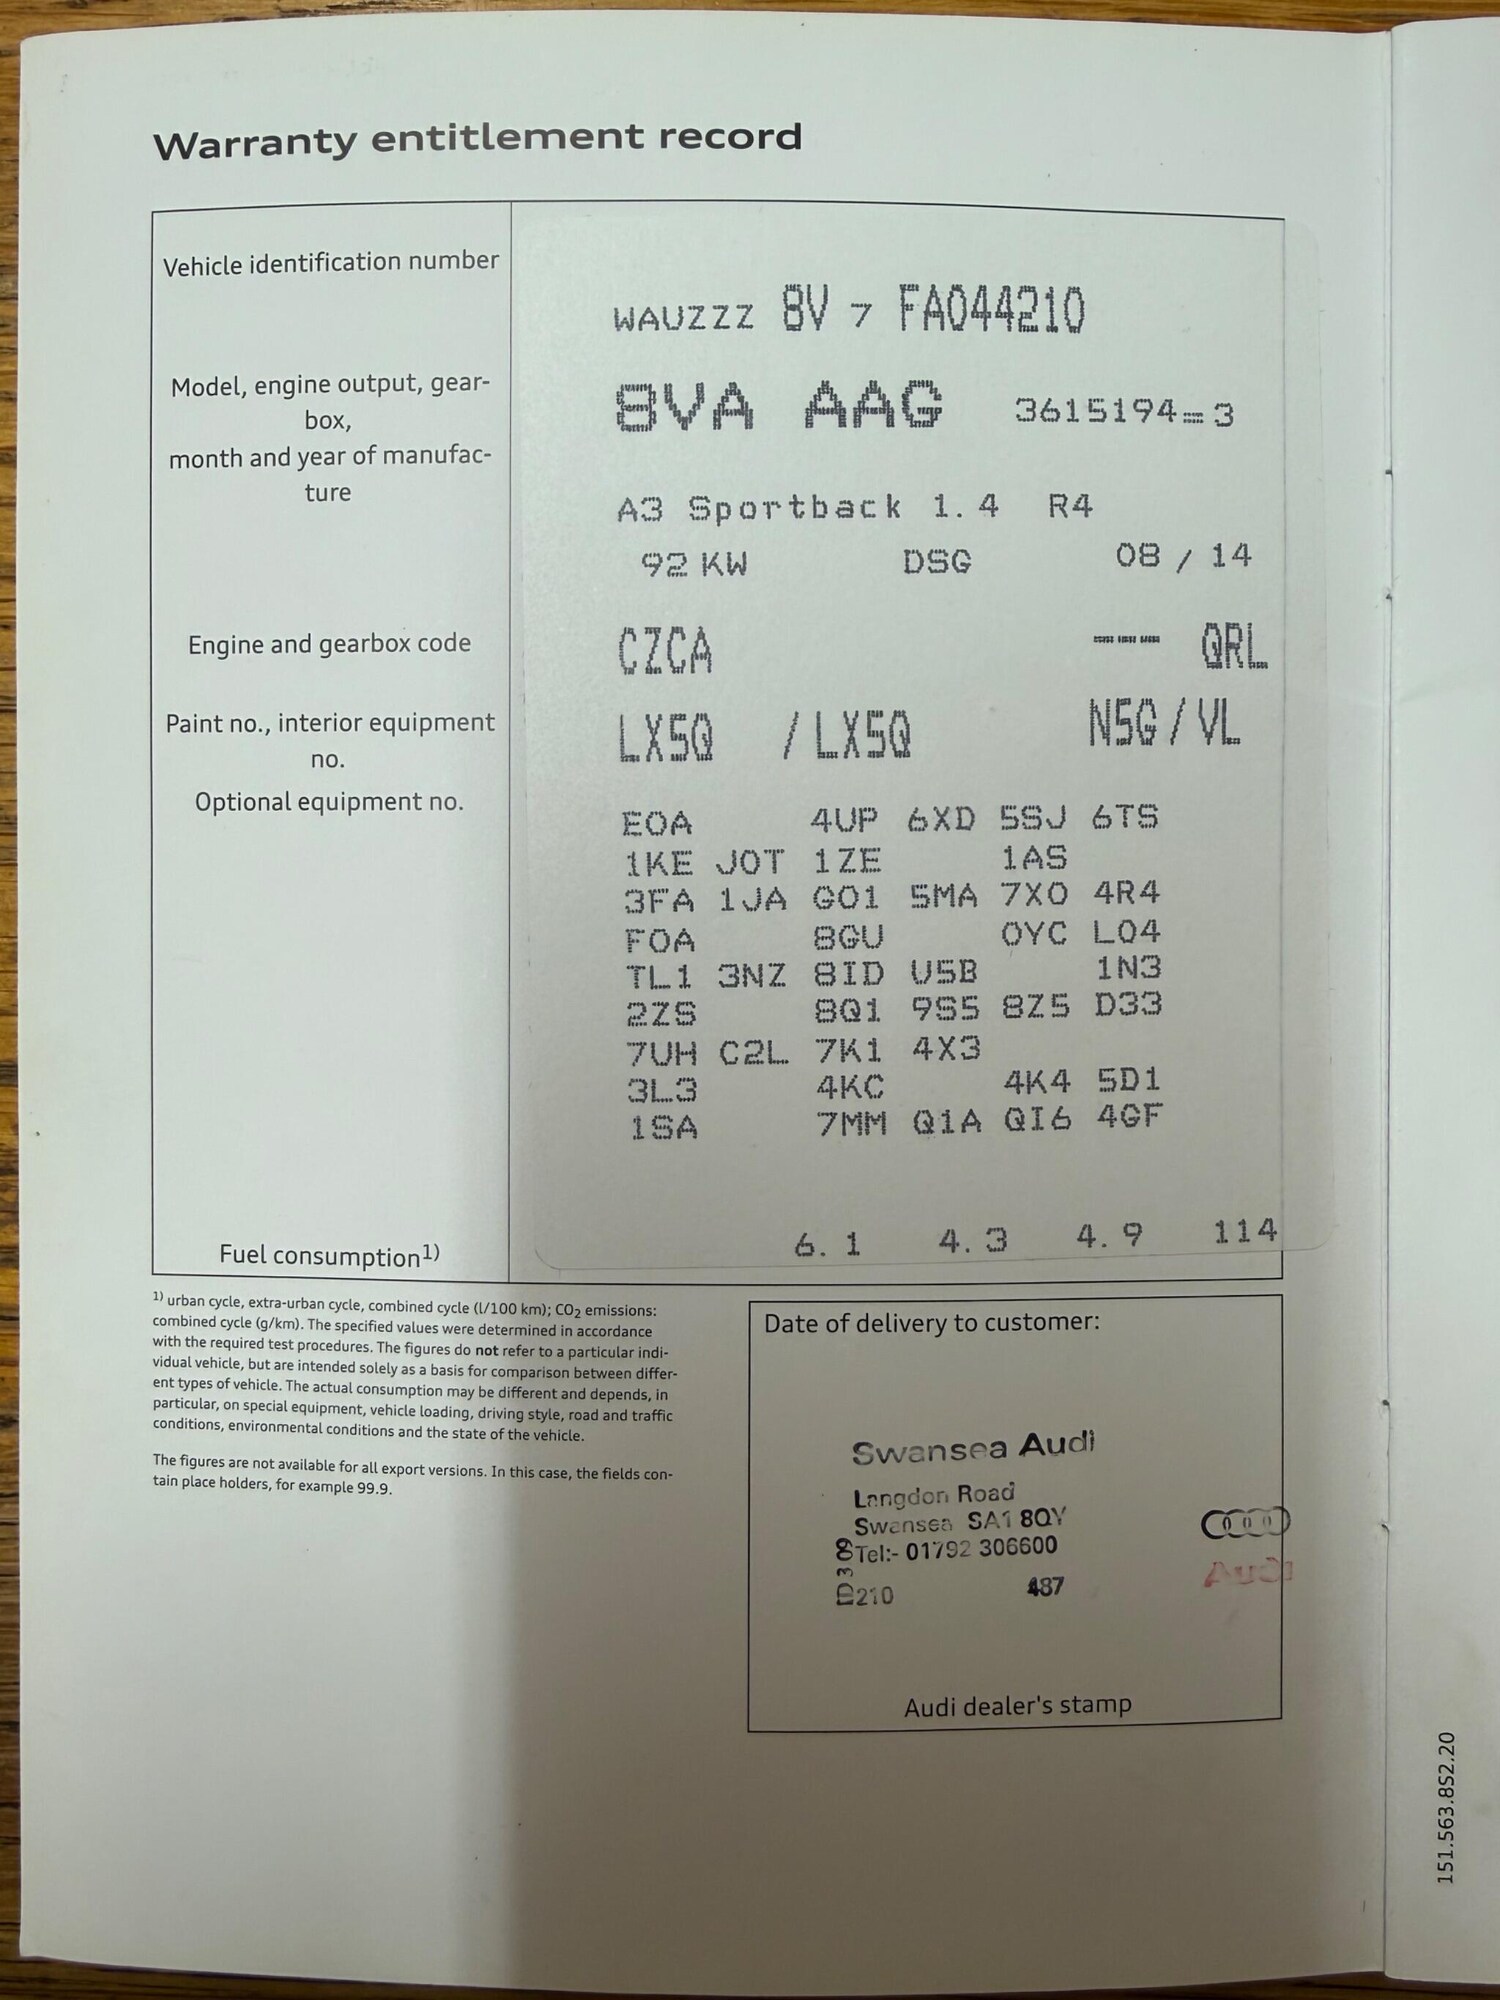 Warranty entitlement record
Vehicle identification number
WAUZZZ 8V 7 FA044210
Model, engine output, gear-
box,
month and year of manufac-
ture
8VA AAG 3615194=3
A3 Sportback 1.4 R4
92 KW DSG 08 / 14
Engine and gearbox code
CZCA --- QRL
Paint no., interior equipment
no.
LX5Q / LX5Q N5G / VL
Optional equipment no.
E0A 4UP 6XD 5SJ 6TS
1KE J0T 1ZE 1AS
3FA 1JA G01 5MA 7X0 4R4
F0A 8GU 0YC L04
TL1 3NZ 8ID U5B 1N3
2ZS 8Q1 9S5 8Z5 D33
7UH C2L 7K1 4X3
3L3 4KC 4K4 5D1
1SA 7MM Q1A QI6 4GF
Fuel consumption1)
6.1 4.3 4.9 114
1) urban cycle, extra-urban cycle, combined cycle (l/100 km); CO2 emissions:
combined cycle (g/km). The specified values were determined in accordance
with the required test procedures. The figures do not refer to a particular indi-
vidual vehicle, but are intended solely as a basis for comparison between differ-
ent types of vehicle. The actual consumption may be different and depends, in
particular, on special equipment, vehicle loading, driving style, road and traffic
conditions, environmental conditions and the state of the vehicle.
The figures are not available for all export versions. In this case, the fields con-
tain place holders, for example 99.9.
Date of delivery to customer:
Swansea Audi
Langdon Road
Swansea SA1 8QY
Tel:- 01792 306600
210 487
Audi
Audi dealer's stamp
151.563.8S2.20